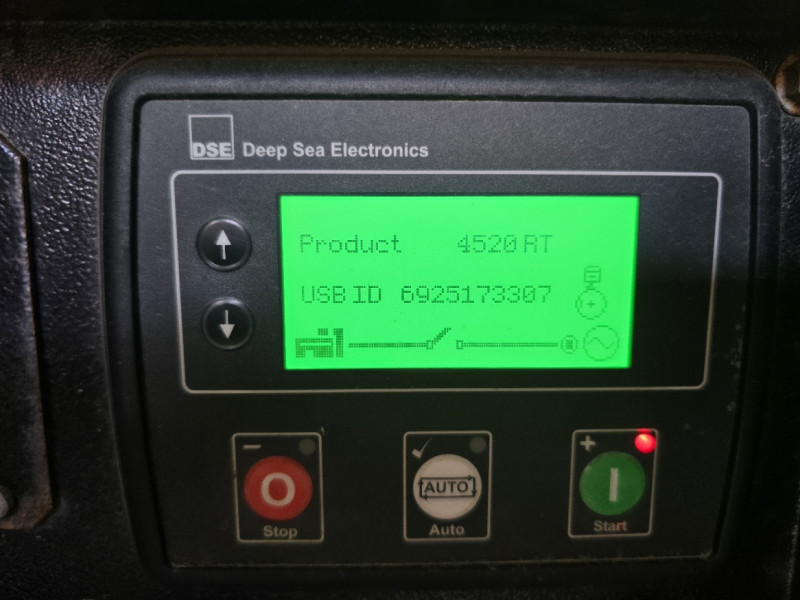 DSE Deep Sea Electronics
Product 4520 RT
USB ID 6925173307
Stop
AUTO
Auto
Start